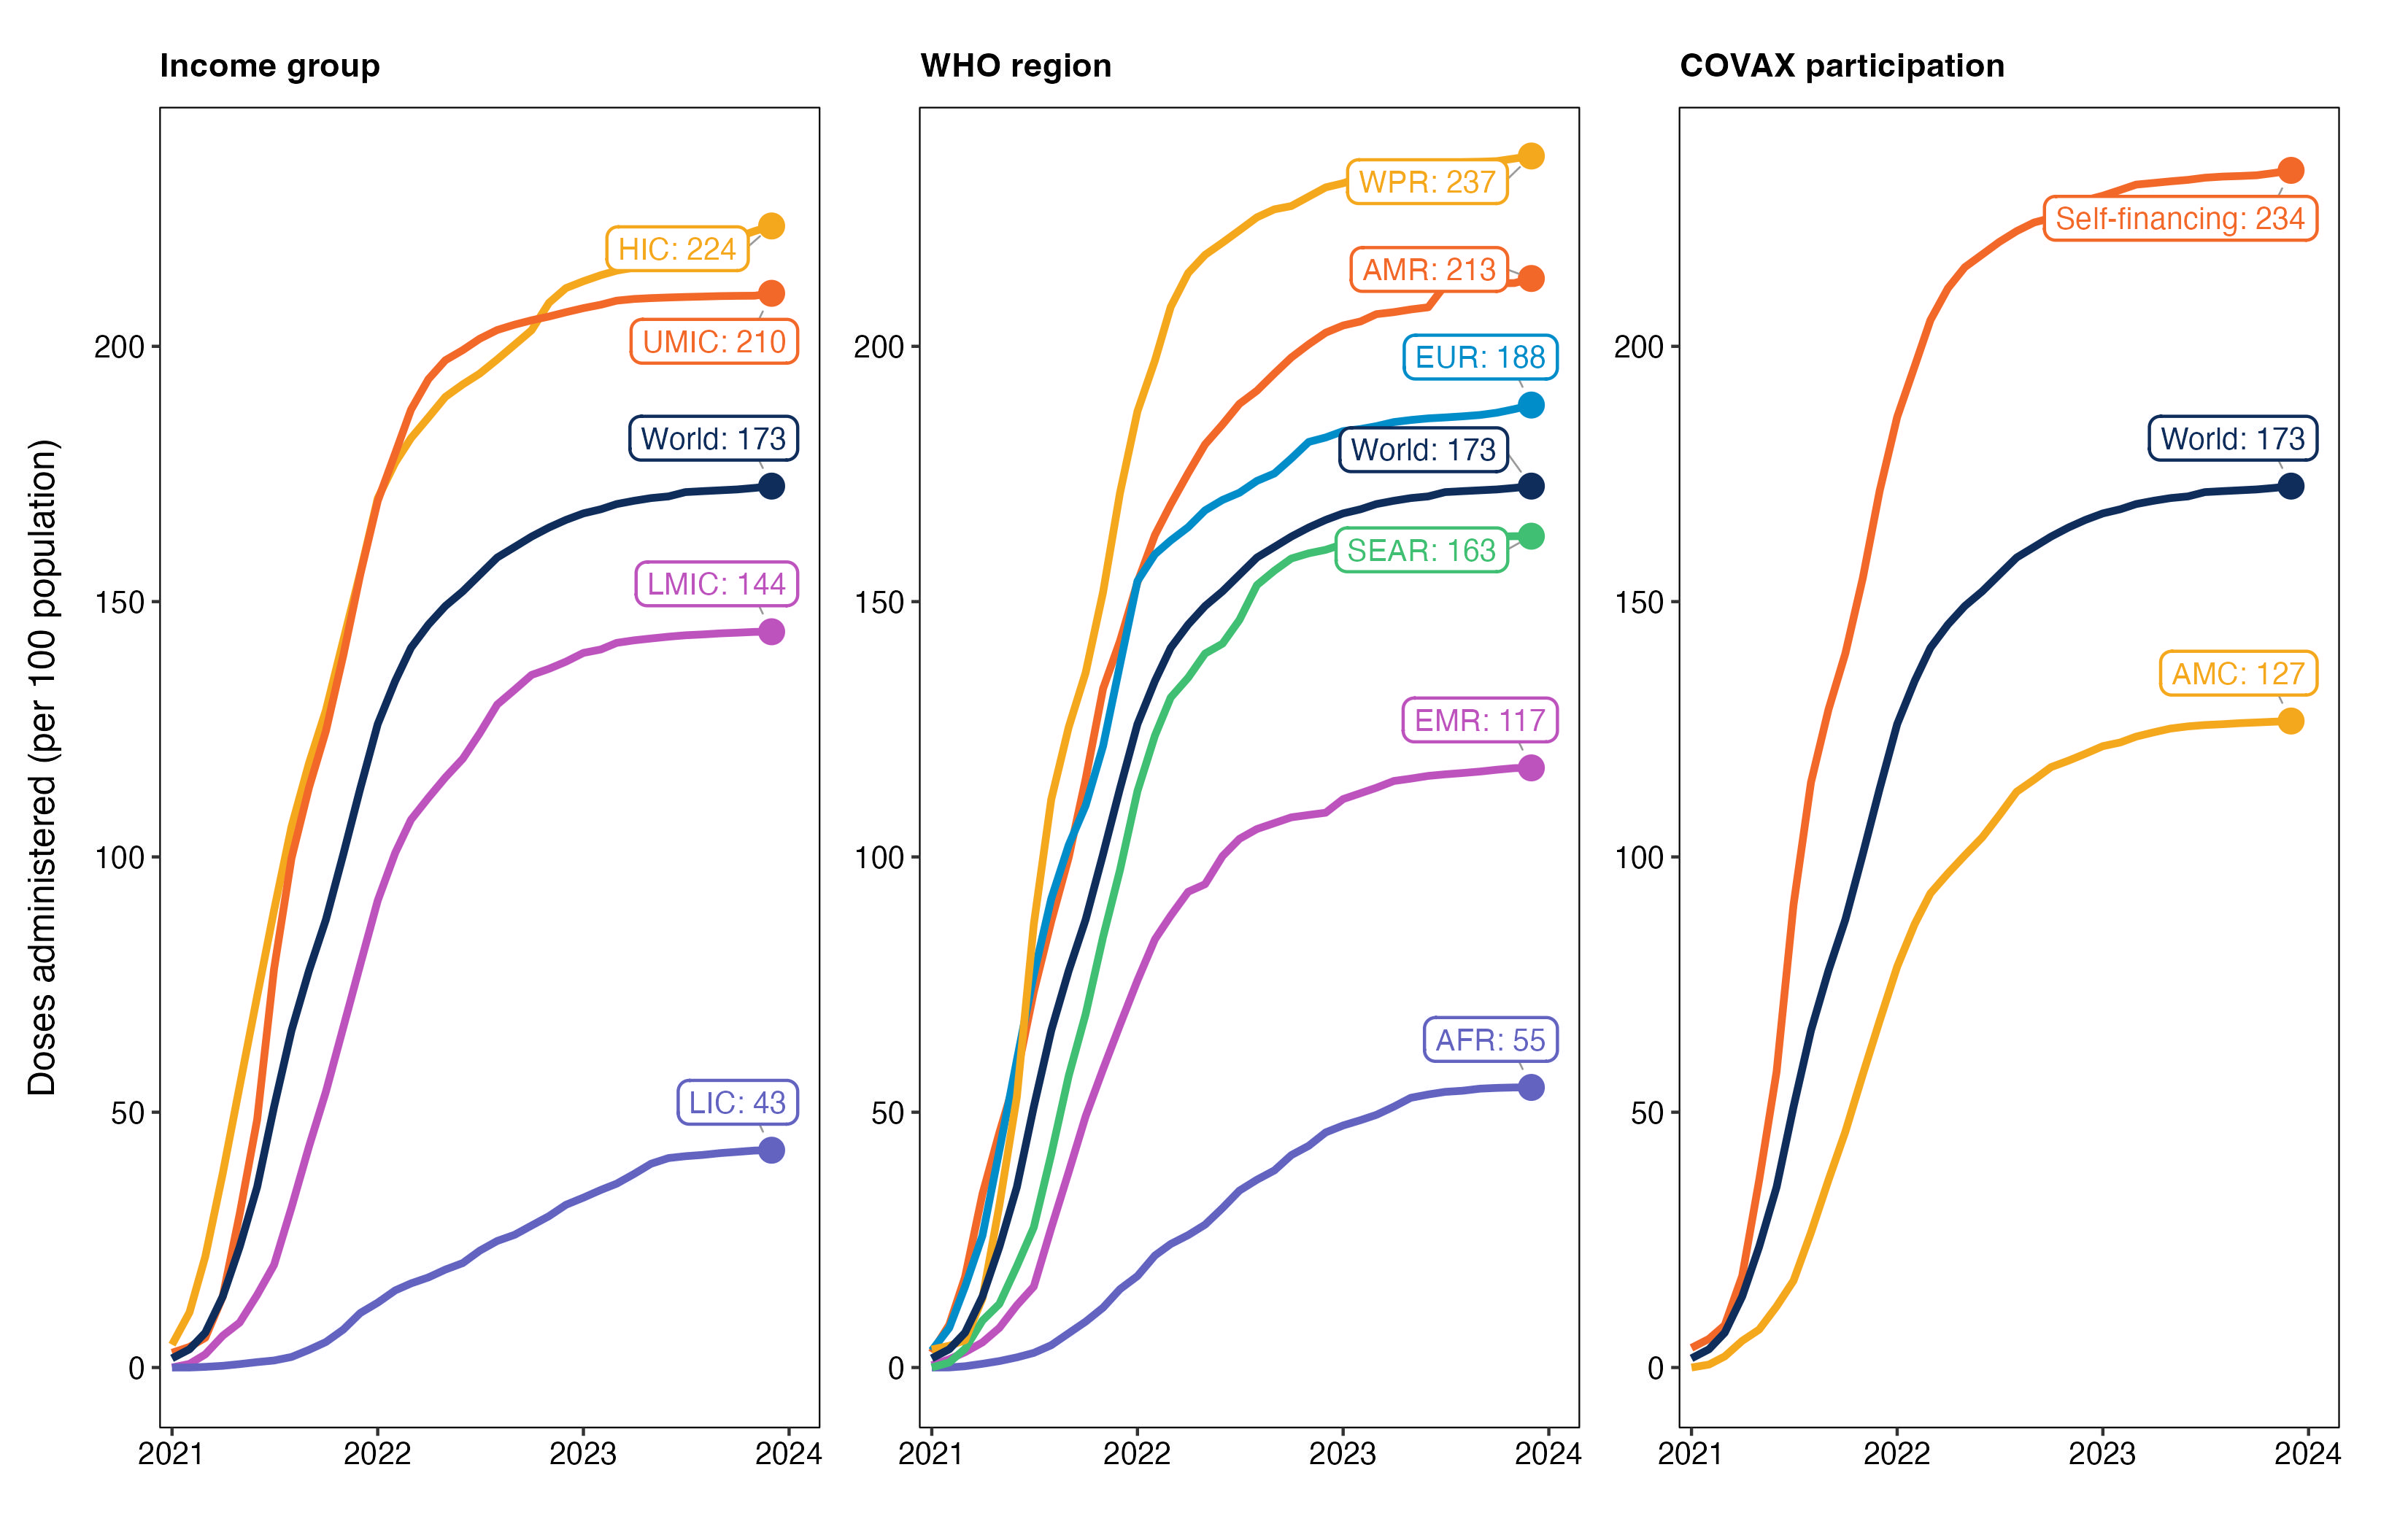 Income group
WHO region
COVAX participation
Doses administered (per 100 population)
200
150
100
50
0
HIC: 224
UMIC: 210
World: 173
LMIC: 144
LIC: 43
2021
2022
2023
2024
200
150
100
50
0
WPR: 237
AMR: 213
EUR: 188
World: 173
SEAR: 163
EMR: 117
AFR: 55
2021
2022
2023
2024
200
150
100
50
0
Self-financing: 234
World: 173
AMC: 127
2021
2022
2023
2024